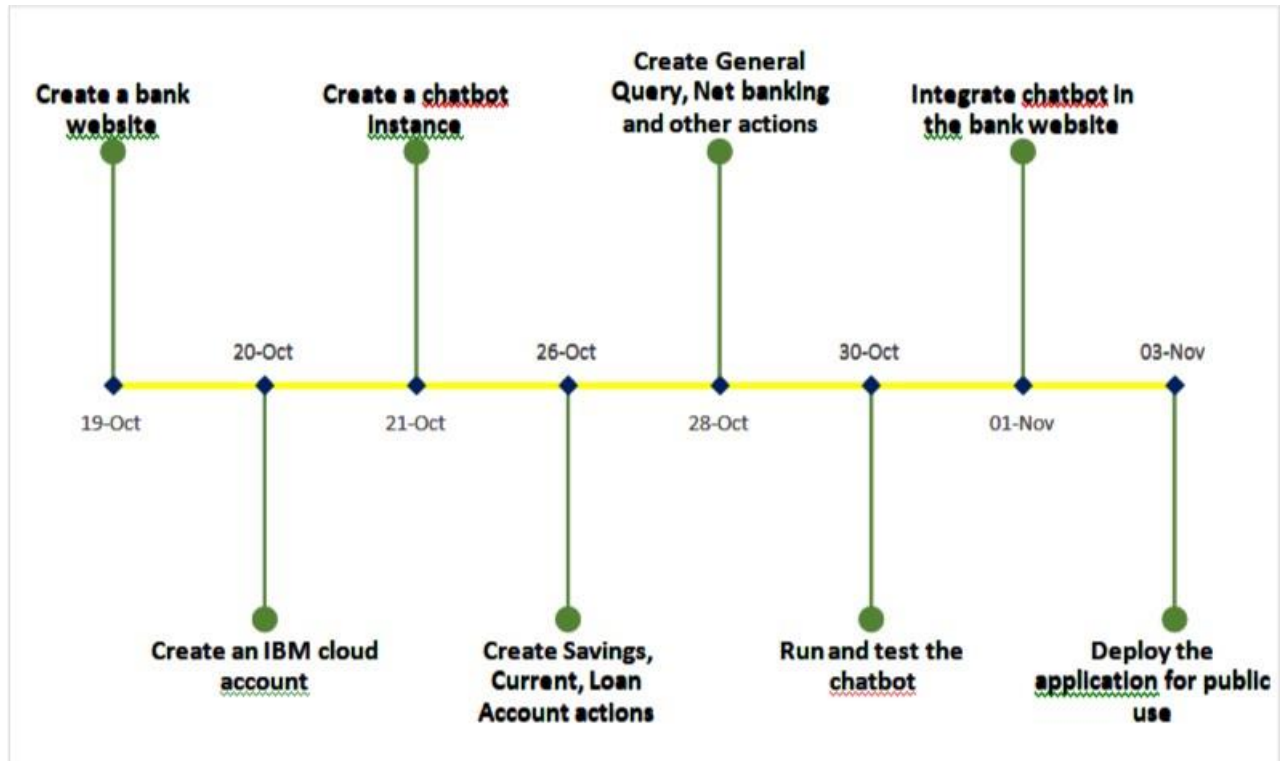 Create a bank
website
Create a chatbot
instance
Create General
Query, Net banking
and other actions
Integrate chatbot in
the bank website
20-Oct
26-Oct
30-Oct
03-Nov
19-Oct
21-Oct
28-Oct
01-Nov
Create an IBM cloud
account
Create Savings,
Current, Loan
Account actions
Run and test the
chatbot
Deploy the
application for public
use